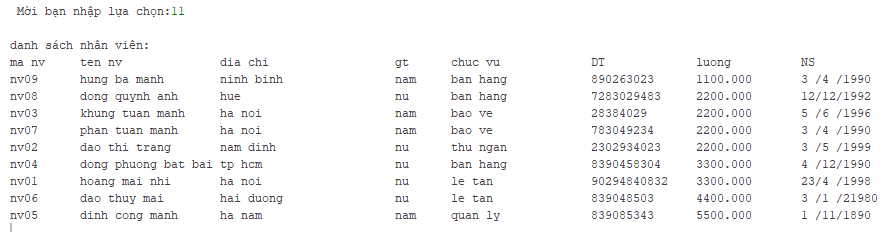 Mời bạn nhập lựa chọn:11
danh sách nhân viên:
ma nv ten nv dia chi gt chuc vu DT luong NS
nv09 hung ba manh ninh binh nam ban hang 890263023 1100.000 3 /4 /1990
nv08 dong quynh anh hue nu ban hang 7283029483 2200.000 12/12/1992
nv03 khung tuan manh ha noi nam bao ve 28384029 2200.000 5 /6 /1996
nv07 phan tuan manh ha noi nam bao ve 783049234 2200.000 3 /4 /1990
nv02 dao thi trang nam dinh nu thu ngan 2302934023 2200.000 3 /5 /1999
nv04 dong phuong bat bai tp hcm nu ban hang 8390458304 3300.000 4 /12/1990
nv01 hoang mai nhi ha noi nu le tan 90294840832 3300.000 23/4 /1998
nv06 dao thuy mai hai duong nu le tan 839048503 4400.000 3 /1 /21980
nv05 dinh cong manh ha nam nam quan ly 839085343 5500.000 1 /11/1890